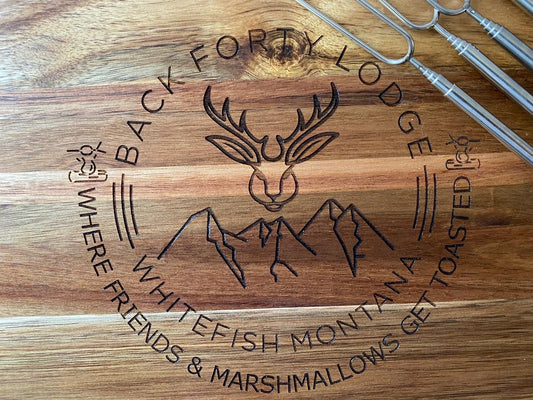 BACK FORTY LODGE
WHITEFISH MONTANA
WHERE FRIENDS & MARSHMALLOWS GET TOASTED